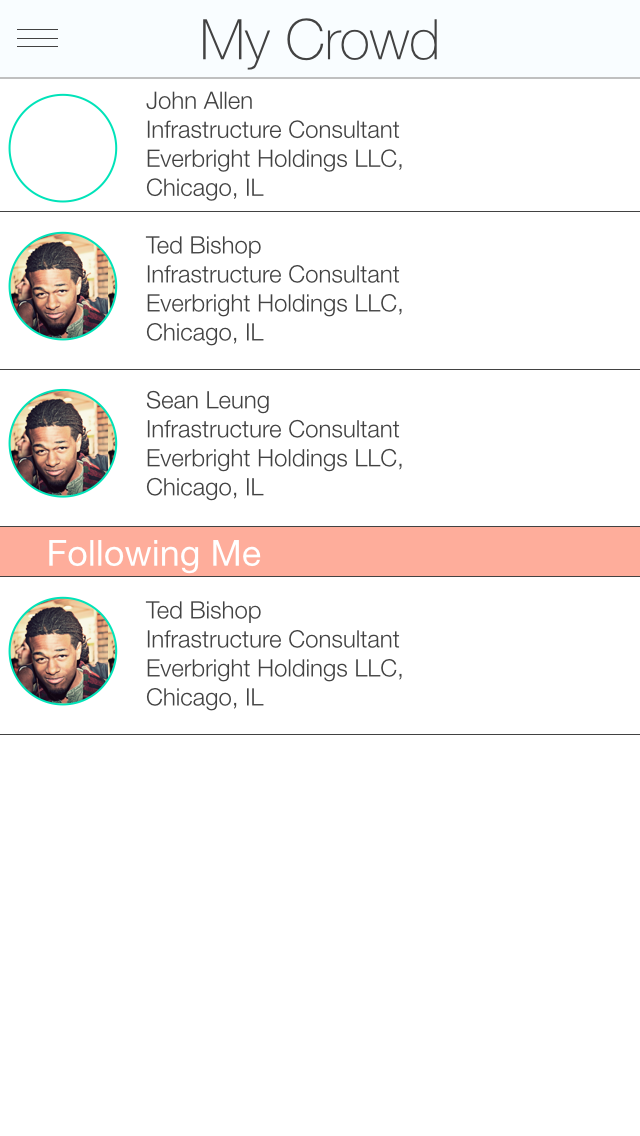 My Crowd
John Allen
Infrastructure Consultant
Everbright Holdings LLC,
Chicago, IL
Ted Bishop
Infrastructure Consultant
Everbright Holdings LLC,
Chicago, IL
Sean Leung
Infrastructure Consultant
Everbright Holdings LLC,
Chicago, IL
Following Me
Ted Bishop
Infrastructure Consultant
Everbright Holdings LLC,
Chicago, IL